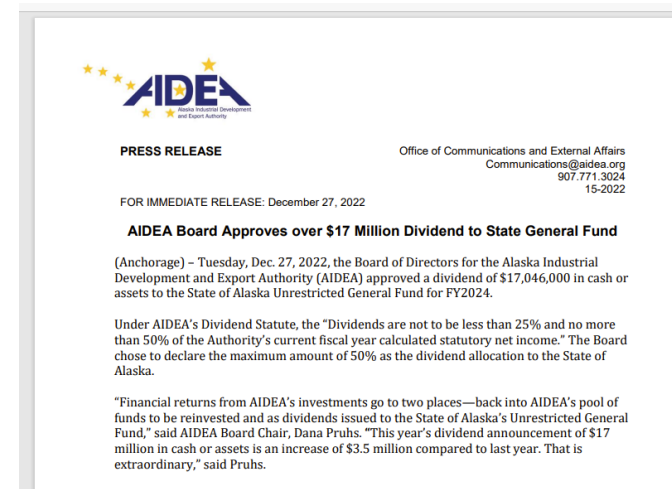 AIDEA
Alaska Industrial Development
and Export Authority
PRESS RELEASE
Office of Communications and External Affairs
Communications@aidea.org
907.771.3024
15-2022
FOR IMMEDIATE RELEASE: December 27, 2022
AIDEA Board Approves over $17 Million Dividend to State General Fund
(Anchorage) – Tuesday, Dec. 27, 2022, the Board of Directors for the Alaska Industrial
Development and Export Authority (AIDEA) approved a dividend of $17,046,000 in cash or
assets to the State of Alaska Unrestricted General Fund for FY2024.
Under AIDEA's Dividend Statute, the “Dividends are not to be less than 25% and no more
than 50% of the Authority's current fiscal year calculated statutory net income.” The Board
chose to declare the maximum amount of 50% as the dividend allocation to the State of
Alaska.
“Financial returns from AIDEA's investments go to two places—back into AIDEA's pool of
funds to be reinvested and as dividends issued to the State of Alaska's Unrestricted General
Fund,” said AIDEA Board Chair, Dana Pruhs. “This year's dividend announcement of $17
million in cash or assets is an increase of $3.5 million compared to last year. That is
extraordinary,” said Pruhs.